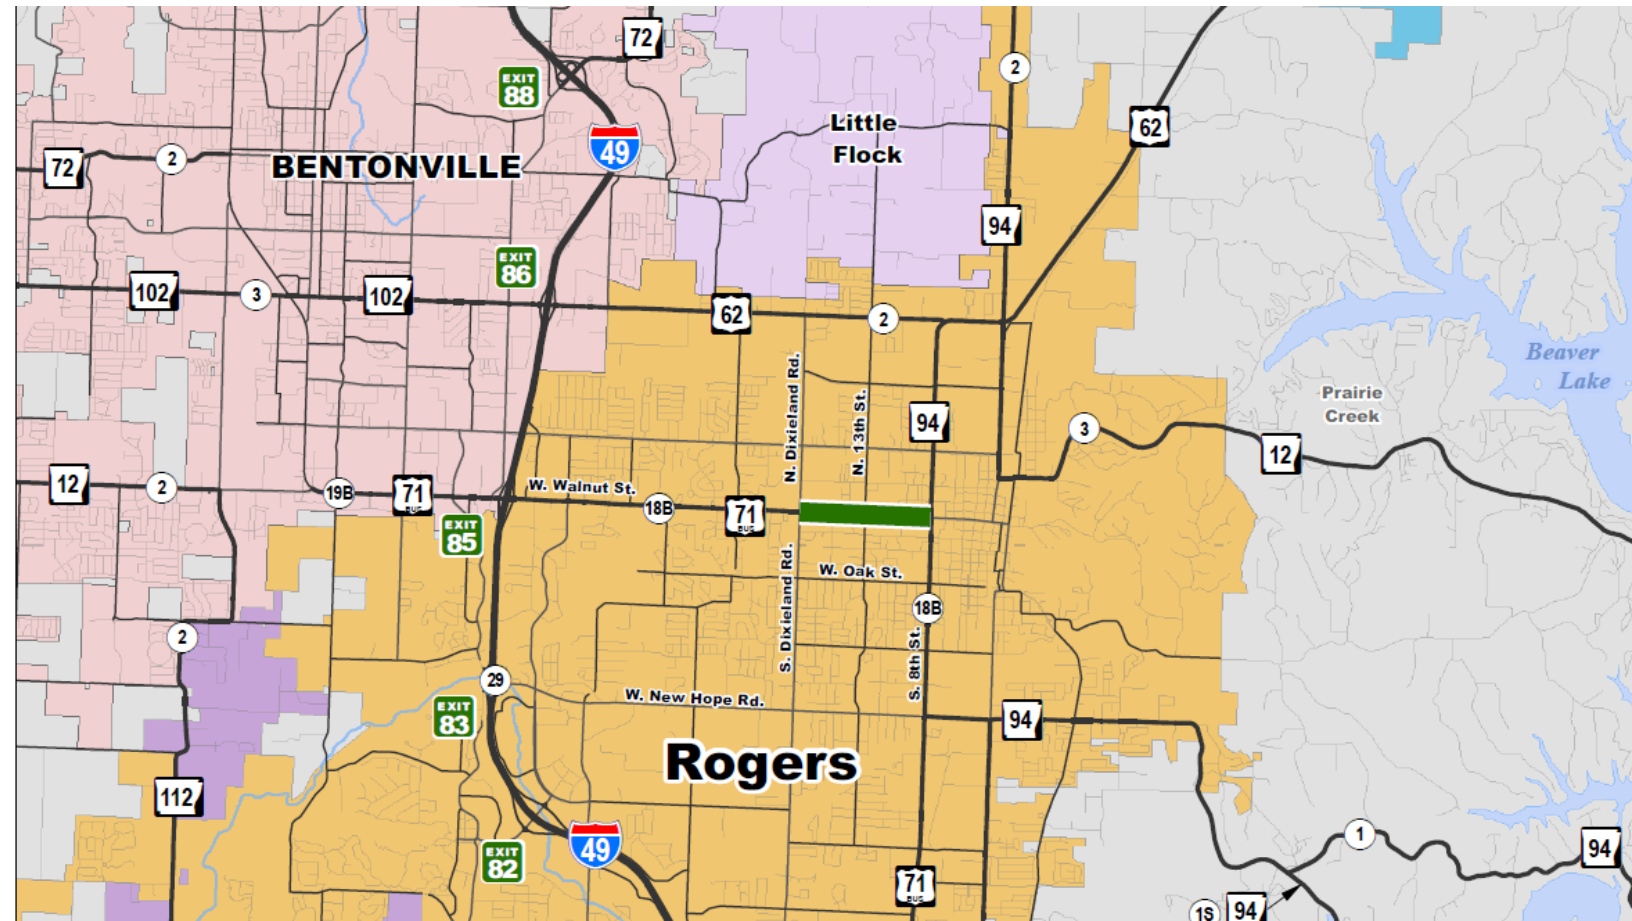 72
EXIT
88
2
Little
Flock
62
49
72
2
BENTONVILLE
94
EXIT
86
102
3
102
62
2
Beaver
Lake
N. Dixieland Rd.
N. 13th St.
94
Prairie
Creek
3
12
12
2
19B
71
BUS
W. Walnut St.
18B
71
BUS
EXIT
85
S. Dixieland Rd.
W. Oak St.
18B
2
S. 8th St.
29
W. New Hope Rd.
EXIT
83
94
Rogers
112
49
1
94
EXIT
82
71
BUS
1S
94